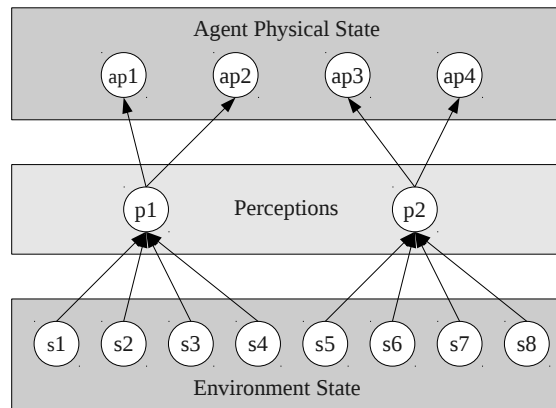 Agent Physical State
ap1 ap2 ap3 ap4
p1 Perceptions p2
s1 s2 s3 s4 s5 s6 s7 s8
Environment State